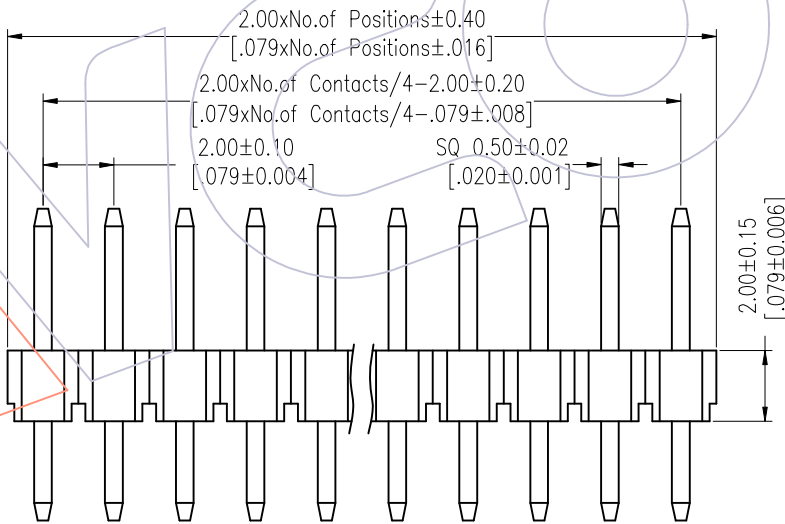 2.00xNo.of Positions±0.40
[.079xNo.of Positions±.016]
2.00xNo.of Contacts/4-2.00±0.20
[.079xNo.of Contacts/4-.079±.008]
2.00±0.10
[.079±0.004]
SQ 0.50±0.02
[.020±0.001]
2.00±0.15
[.079±0.006]